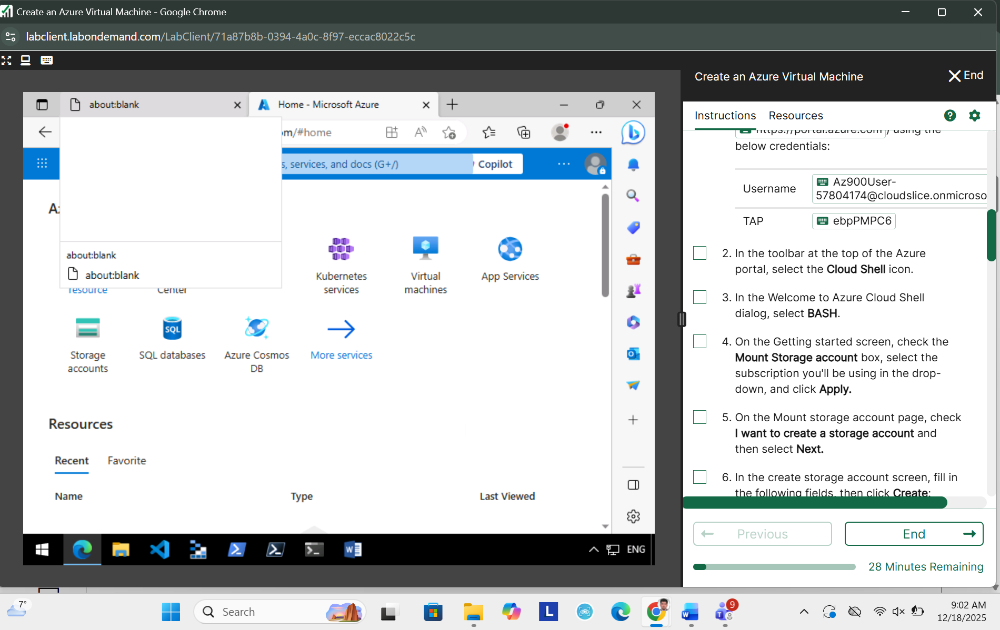 Create an Azure Virtual Machine - Google Chrome
labclient.labondemand.com/LabClient/71a87b8b-0394-4a0c-8f97-eccac8022c5c
Create an Azure Virtual Machine
End
about:blank
Home - Microsoft Azure
om/#home
s, services, and docs (G+/)
Copilot
about:blank
about:blank
resource
Center
Kubernetes services
Virtual machines
App Services
Storage accounts
SQL
SQL databases
Azure Cosmos DB
More services
Resources
Recent
Favorite
Name
Type
Last Viewed
ENG
Instructions
Resources
https://portal.azure.com ) using the
below credentials:
Username
Az900User-
57804174@cloudslice.onmicroso
TAP
ebpPMPC6
2. In the toolbar at the top of the Azure
portal, select the Cloud Shell icon.
3. In the Welcome to Azure Cloud Shell
dialog, select BASH.
4. On the Getting started screen, check the
Mount Storage account box, select the
subscription you'll be using in the drop-
down, and click Apply.
5. On the Mount storage account page, check
I want to create a storage account and
then select Next.
6. In the create storage account screen, fill in
the following fields, then click Create:
Previous
End
28 Minutes Remaining
7°
Search
L
9
9:02 AM
12/18/2025